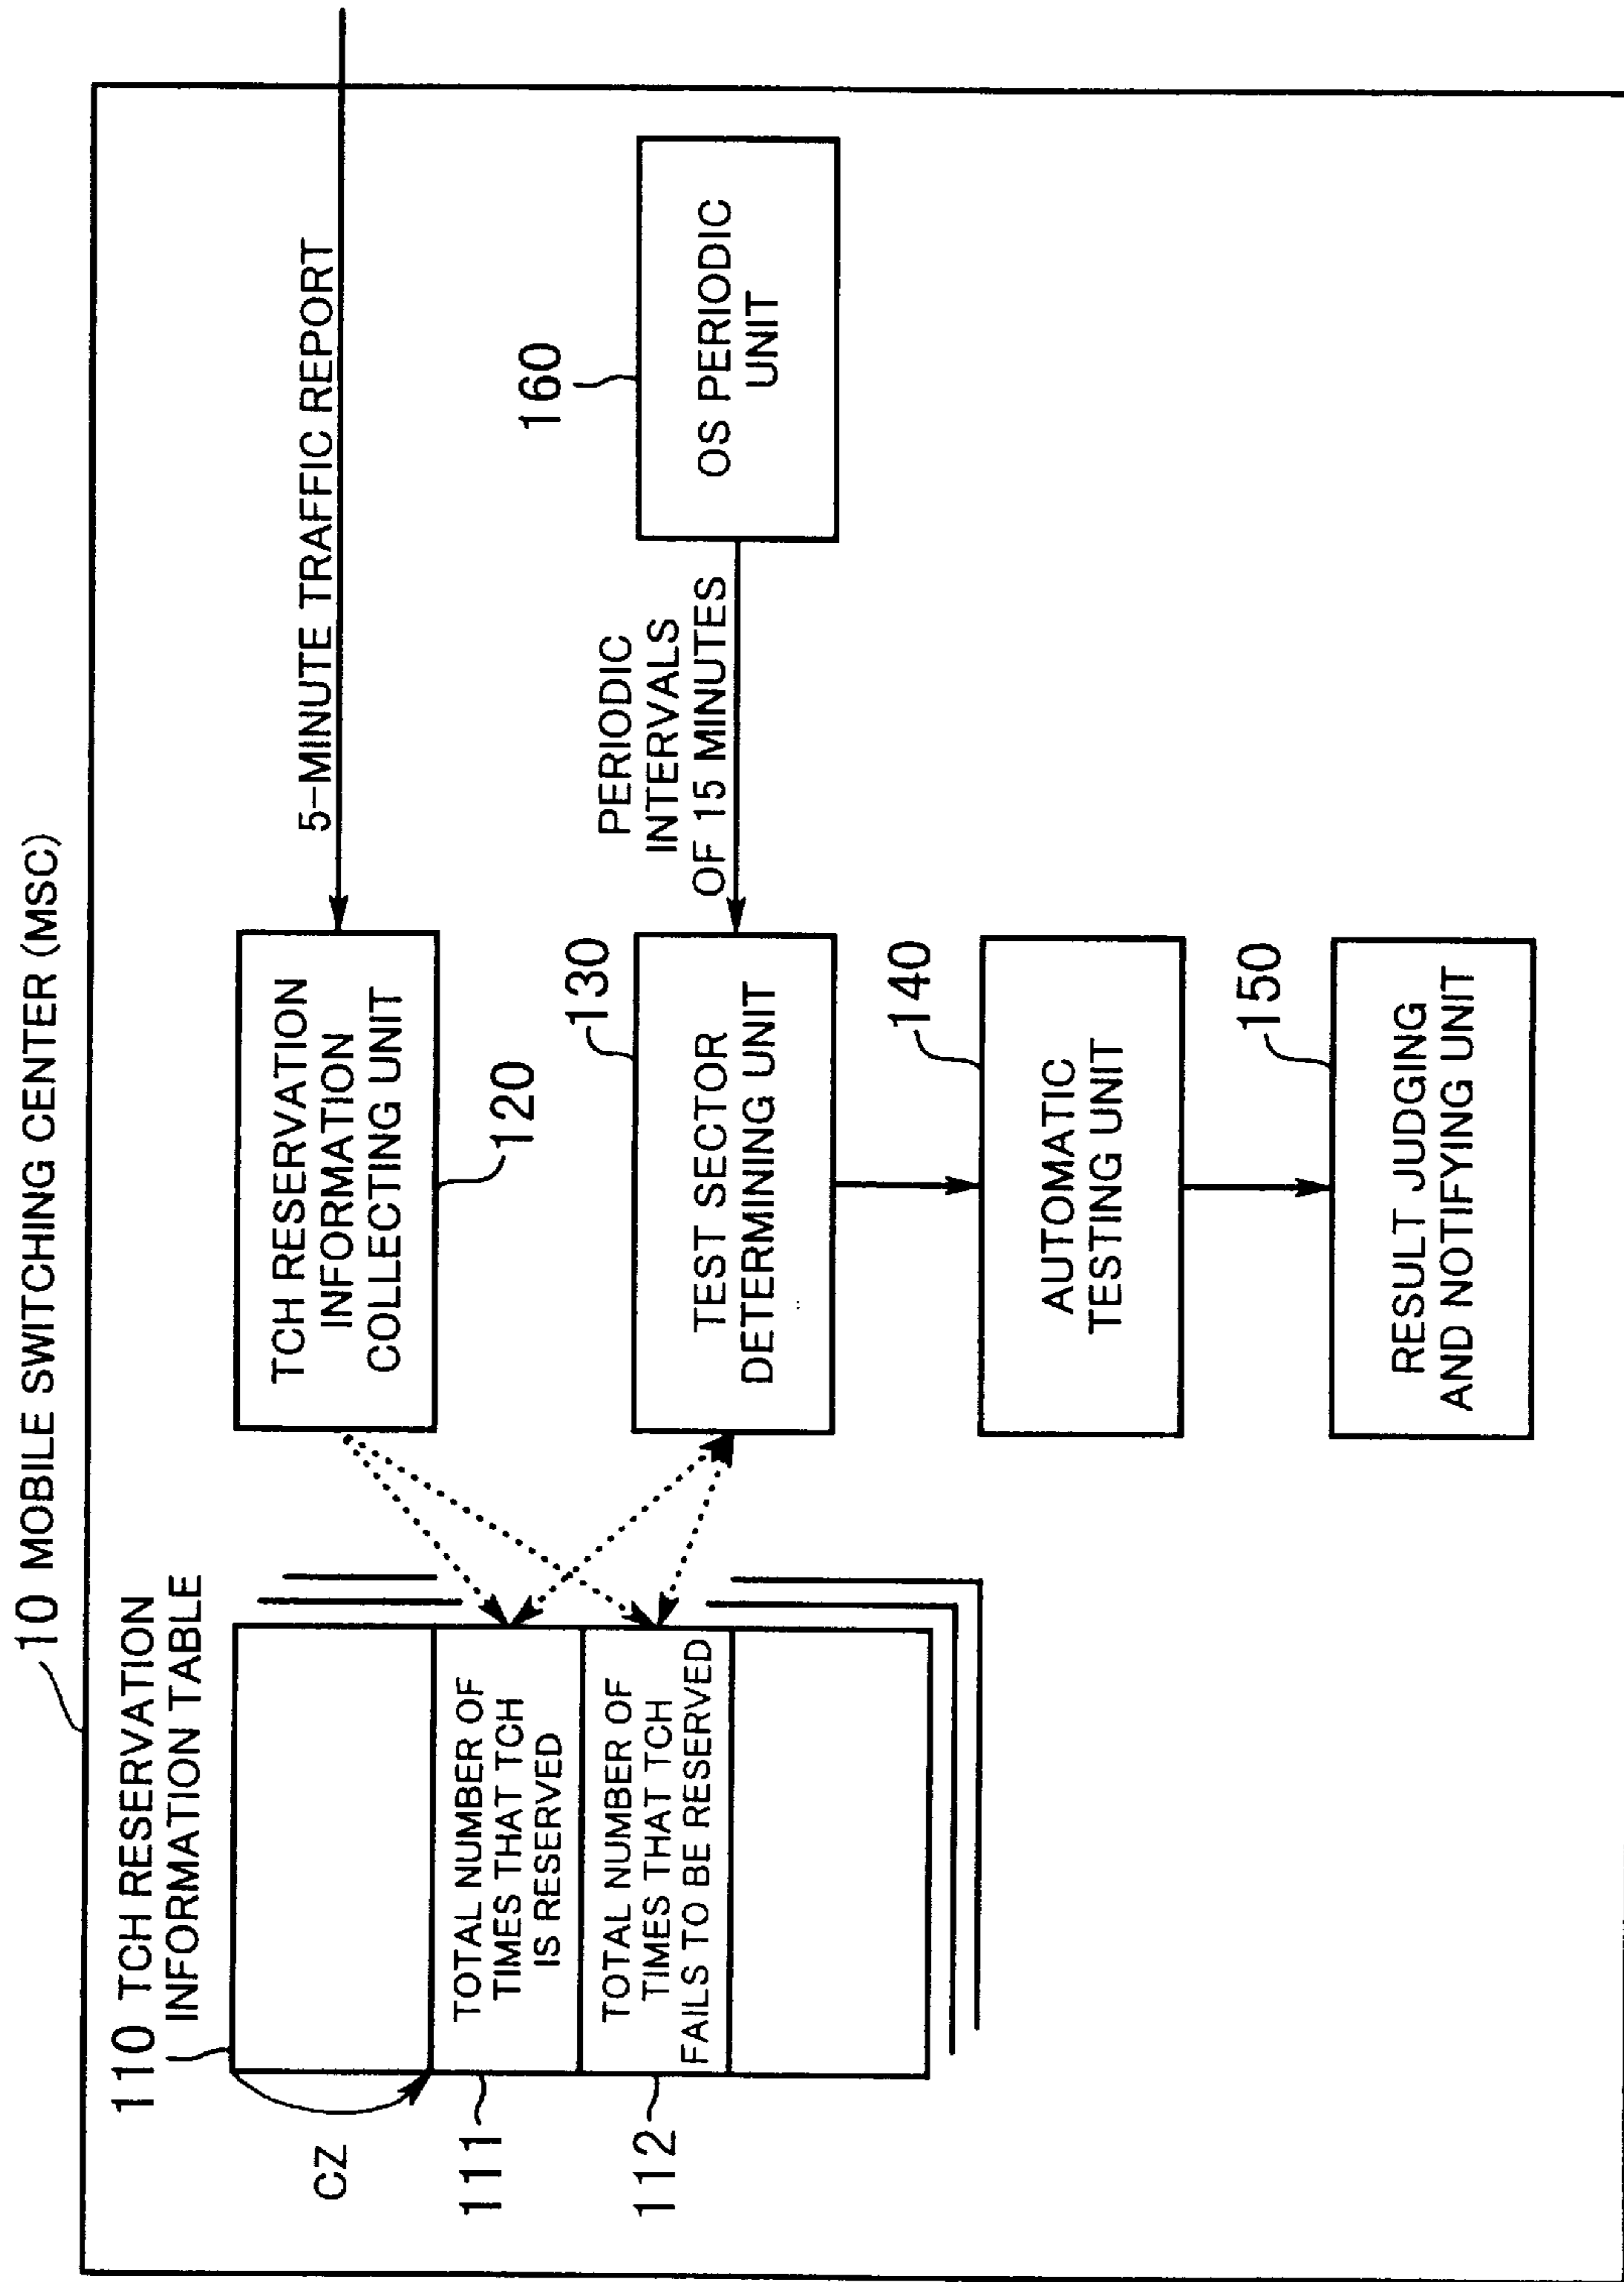 10 MOBILE SWITCHING CENTER (MSC)
110 TCH RESERVATION
INFORMATION TABLE
CZ
111
TOTAL NUMBER OF
TIMES THAT TCH
IS RESERVED
112
TOTAL NUMBER OF
TIMES THAT TCH
FAILS TO BE RESERVED
TCH RESERVATION
INFORMATION
COLLECTING UNIT
120
5-MINUTE TRAFFIC REPORT
130
TEST SECTOR
DETERMINING UNIT
PERIODIC
INTERVALS
OF 15 MINUTES
160
OS PERIODIC
UNIT
140
AUTOMATIC
TESTING UNIT
150
RESULT JUDGING
AND NOTIFYING UNIT